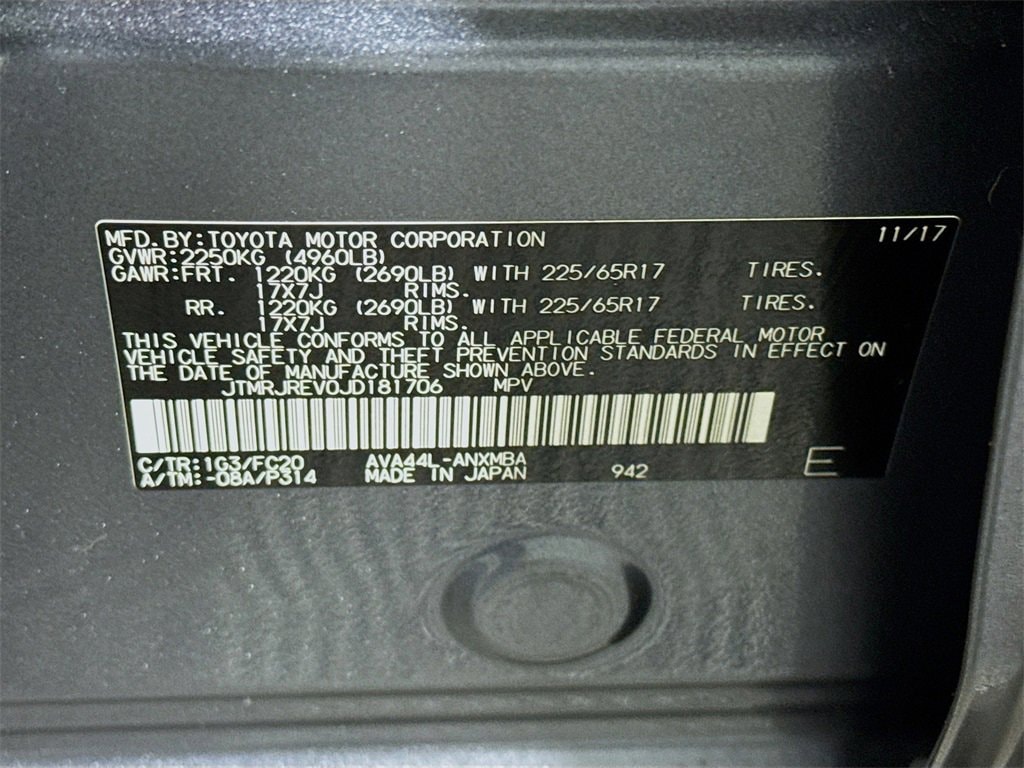 MFD.BY:TOYOTA MOTOR CORPORATION 11/17
GVWR:2250KG (4960LB)
GAWR:FRT. 1220KG (2690LB) WITH 225/65R17 TIRES.
17X7J RIMS.
RR. 1220KG (2690LB) WITH 225/65R17 TIRES.
17X7J RIMS.
THIS VEHICLE CONFORMS TO ALL APPLICABLE FEDERAL MOTOR
VEHICLE SAFETY AND THEFT PREVENTION STANDARDS IN EFFECT ON
THE DATE OF MANUFACTURE SHOWN ABOVE.
JTMRJREV0JD181706 MPV
C/TR:1G3/FC20 AVA44L-ANXMBA
A/TM:-08A/P314 MADE IN JAPAN 942 E